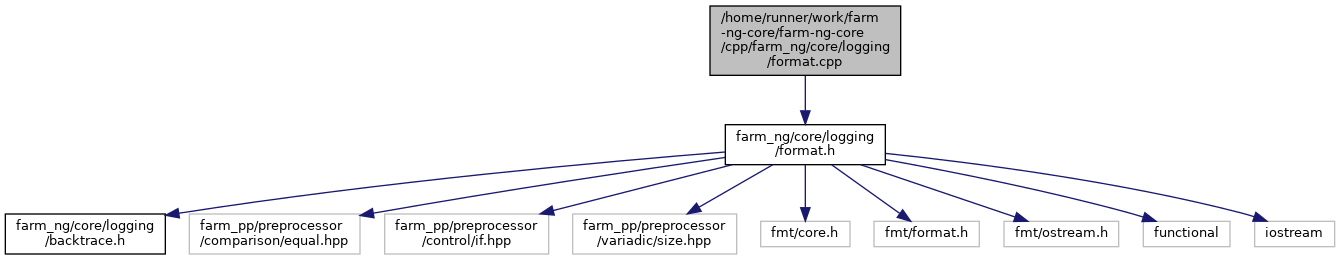 /home/runner/work/farm
-ng-core/farm-ng-core
/cpp/farm_ng/core/logging
/format.cpp
farm_ng/core/logging
/format.h
farm_ng/core/logging
/backtrace.h
farm_pp/preprocessor
/comparison/equal.hpp
farm_pp/preprocessor
/control/if.hpp
farm_pp/preprocessor
/variadic/size.hpp
fmt/core.h
fmt/format.h
fmt/ostream.h
functional
iostream